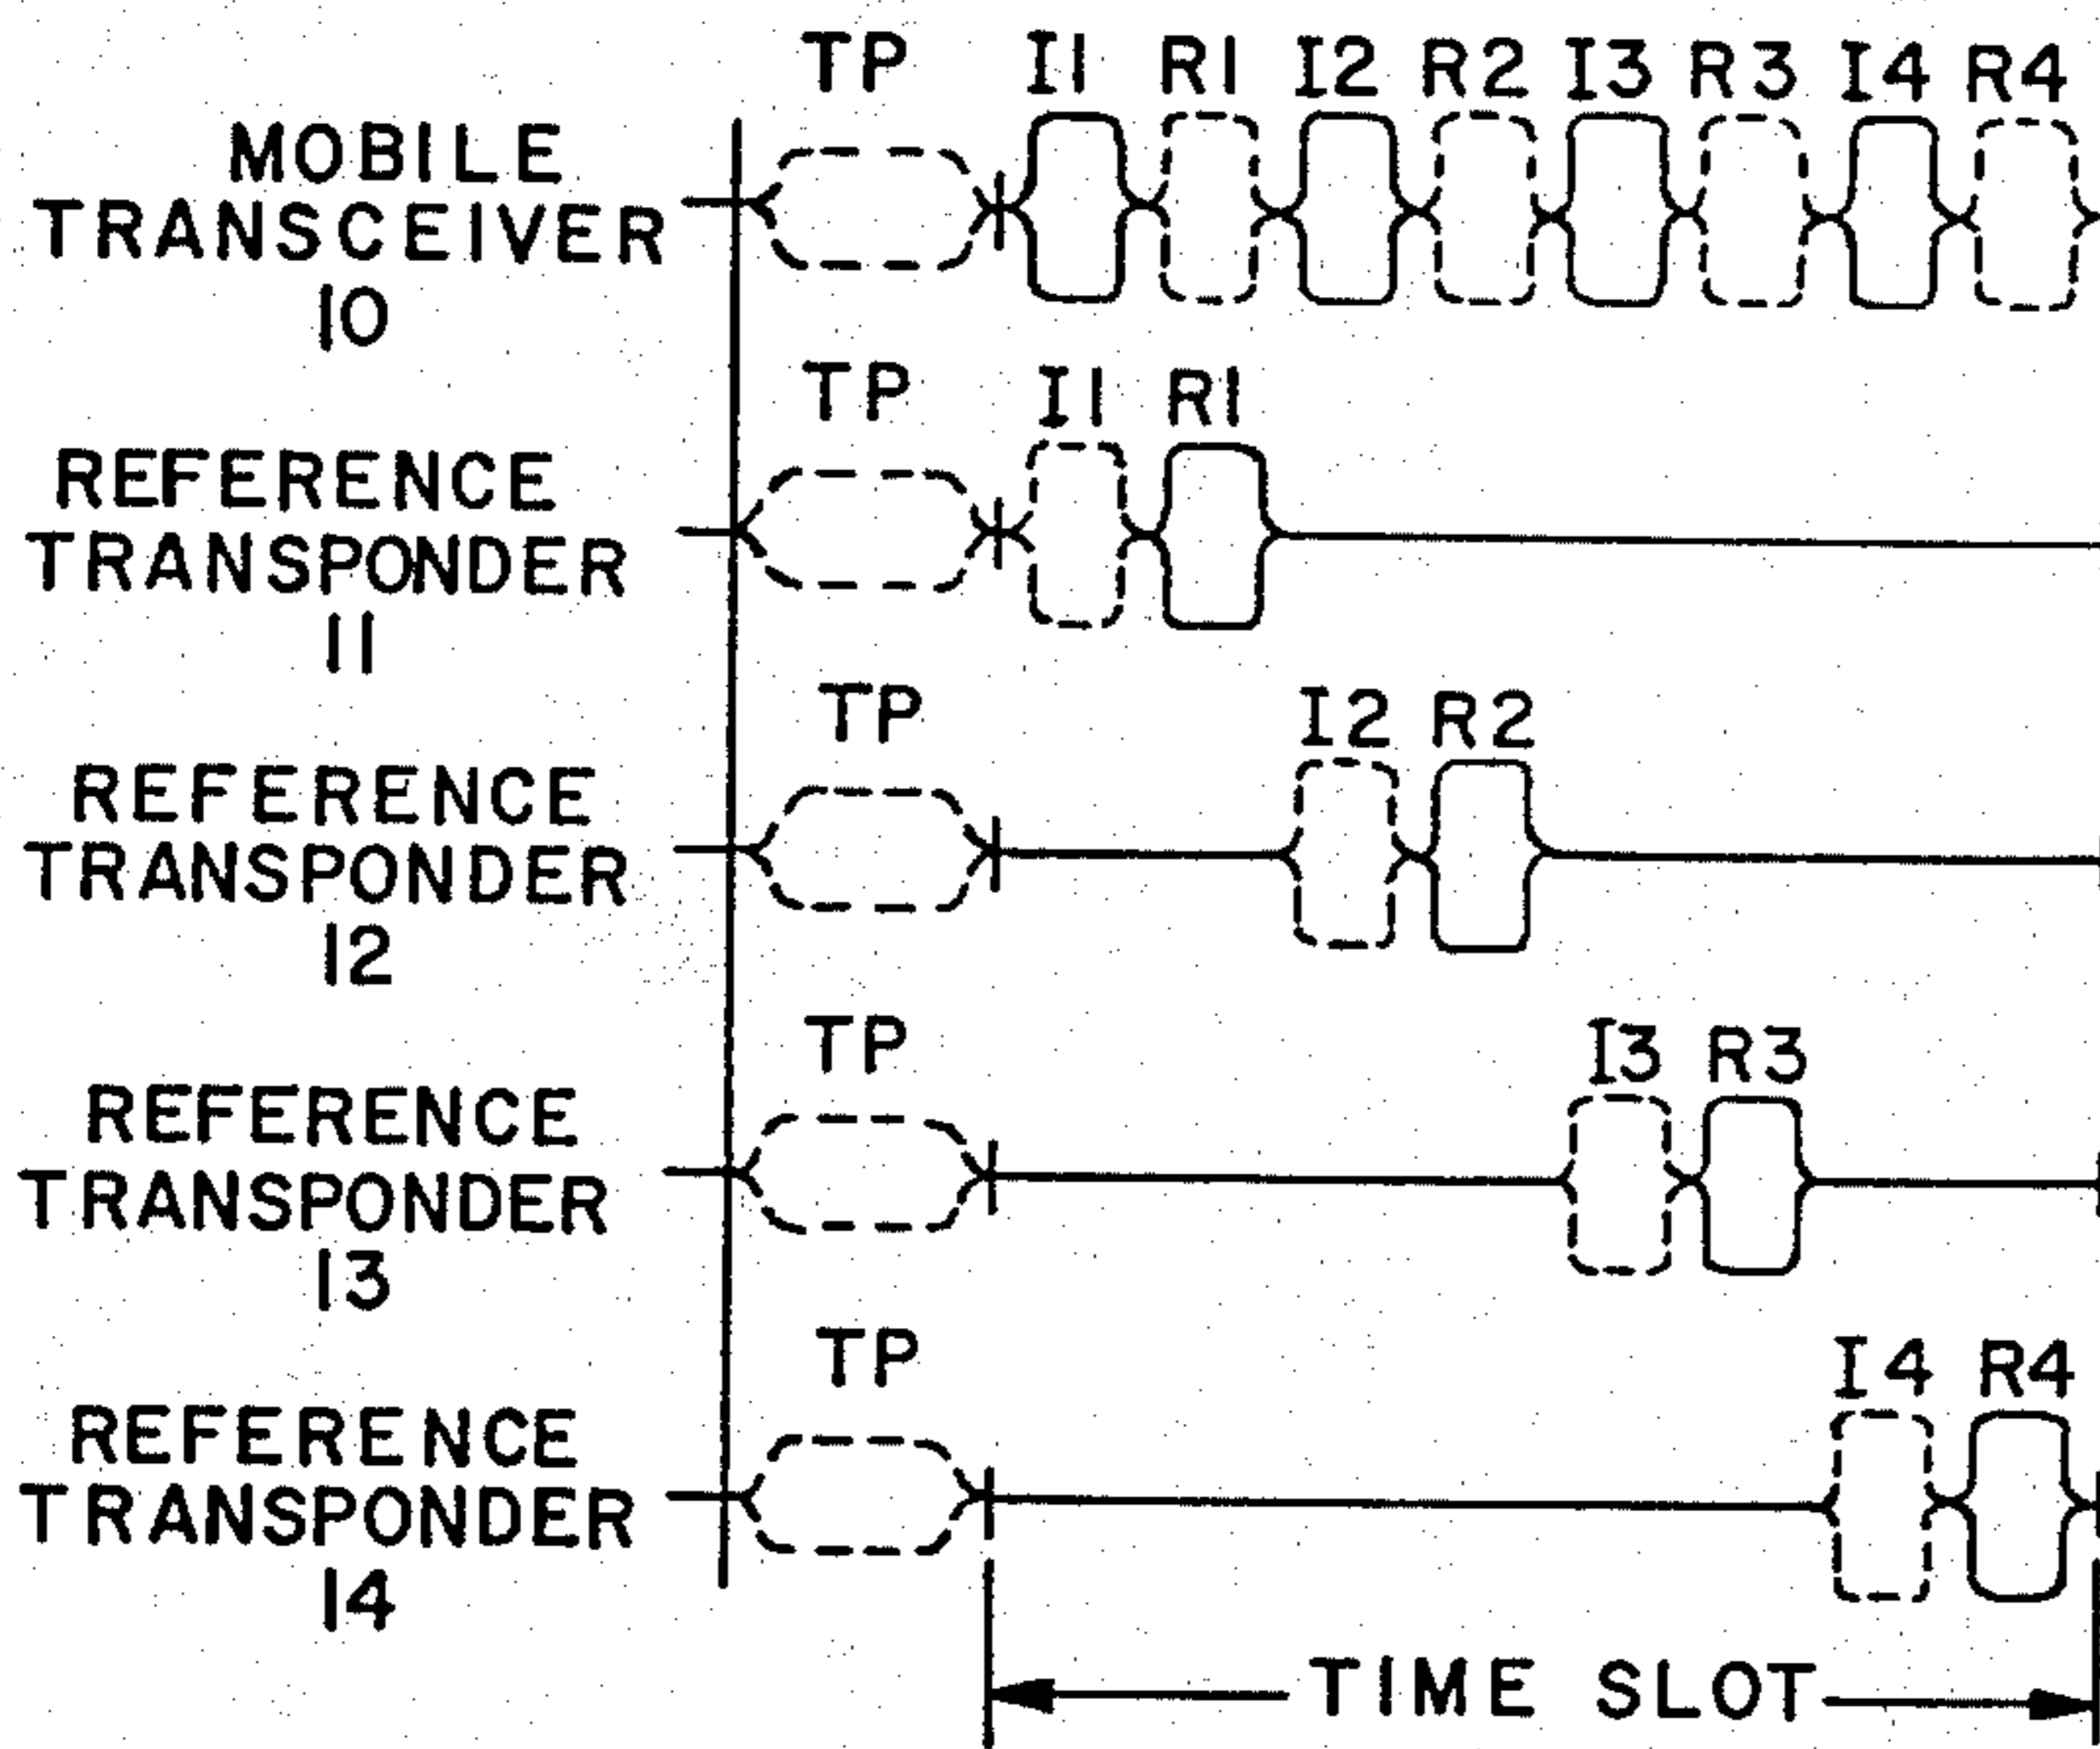 TP I1 R1 I2 R2 I3 R3 I4 R4
MOBILE
TRANSCEIVER
10
TP I1 R1
REFERENCE
TRANSPONDER
11
TP I2 R2
REFERENCE
TRANSPONDER
12
TP I3 R3
REFERENCE
TRANSPONDER
13
TP I4 R4
REFERENCE
TRANSPONDER
14
TIME SLOT